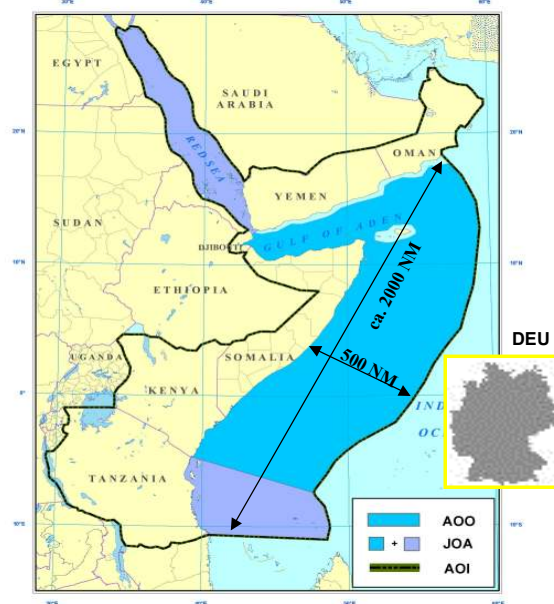 EGYPT
SAUDI
ARABIA
RED SEA
OMAN
YEMEN
SUDAN
GULF OF ADEN
DJIBOUTI
ETHIOPIA
ca. 2000 NM
DEU
UGANDA
SOMALIA
500 NM
KENYA
0°
IND
OC
TANZANIA
AOO
+ JOA
AOI